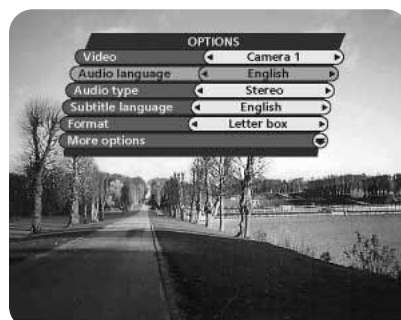 OPTIONS
Video Camera 1
Audio language English
Audio type Stereo
Subtitle language English
Format Letter box
More options